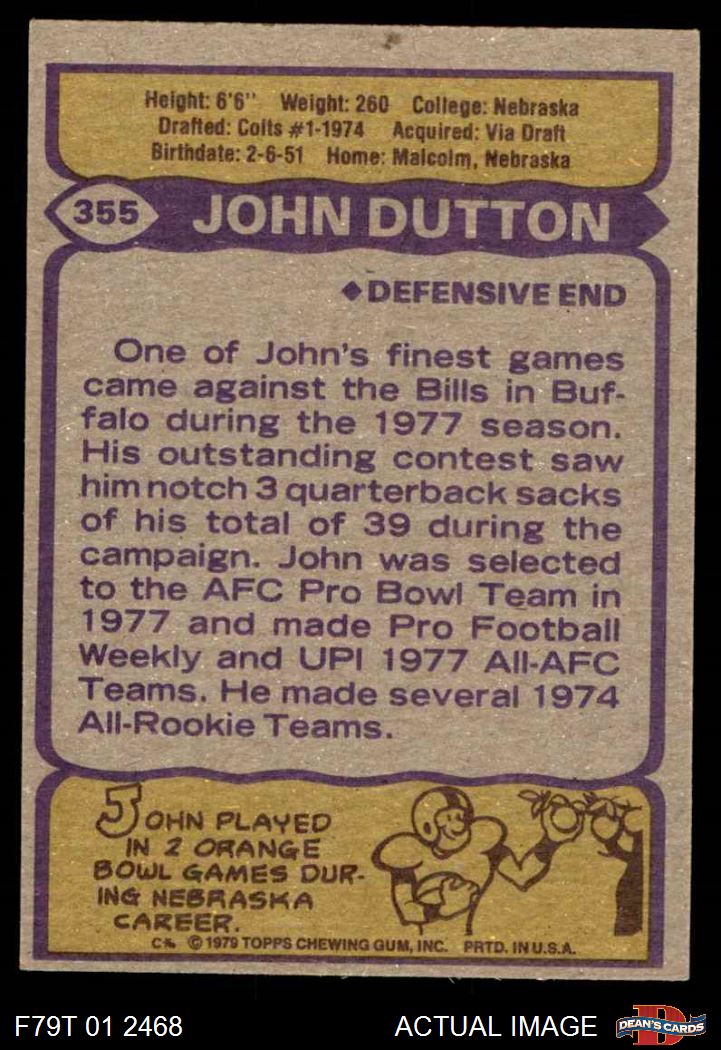 Height: 6'6" Weight: 260 College: Nebraska
Drafted: Colts #1-1974 Acquired: Via Draft
Birthdate: 2-6-51 Home: Malcolm, Nebraska
355 JOHN DUTTON
◆DEFENSIVE END
One of John's finest games
came against the Bills in Buf-
falo during the 1977 season.
His outstanding contest saw
him notch 3 quarterback sacks
of his total of 39 during the
campaign. John was selected
to the AFC Pro Bowl Team in
1977 and made Pro Football
Weekly and UPI 1977 All-AFC
Teams. He made several 1974
All-Rookie Teams.
JOHN PLAYED
IN 2 ORANGE
BOWL GAMES DUR-
ING NEBRASKA
CAREER.
© 1979 TOPPS CHEWING GUM, INC. PRTD. IN U.S.A.
F79T 01 2468 ACTUAL IMAGE DEAN'S CARDS